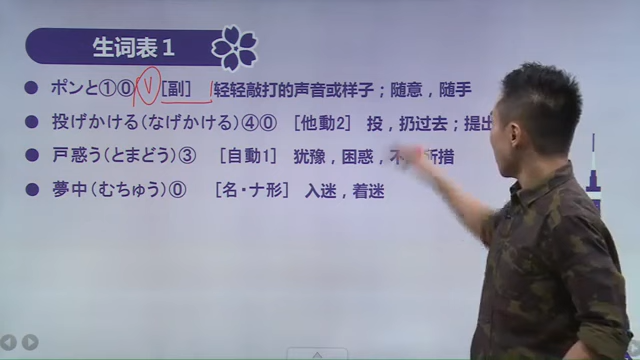 生词表1
● ポンと①⓪ V [副] 轻轻敲打的声音或样子；随意，随手
● 投げかける(なげかける)④⓪ [他動2] 投，扔过去；提出
● 戸惑う(とまどう)③ [自動1] 犹豫，困惑，不所措
● 夢中(むちゅう)⓪ [名·ナ形] 入迷，着迷